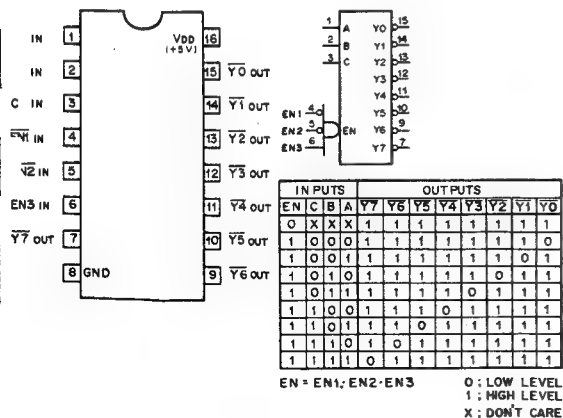 IN 1
VDD
(+5V)
16
IN 2
15 Y0 OUT
C IN 3
14 Y1 OUT
EN1 IN 4
13 Y2 OUT
N2 IN 5
12 Y3 OUT
EN3 IN 6
11 Y4 OUT
Y7 OUT 7
10 Y5 OUT
8 GND
9 Y6 OUT
1 A Y0 15
2 B Y1 14
3 C Y2 13
Y3 12
Y4 11
EN1 4 Y5 10
EN2 5 EN Y6 9
EN3 6 Y7 7
INPUTS OUTPUTS
EN C B A Y7 Y6 Y5 Y4 Y3 Y2 Y1 Y0
0 X X X 1 1 1 1 1 1 1 1
1 0 0 0 1 1 1 1 1 1 1 0
1 0 0 1 1 1 1 1 1 1 0 1
1 0 1 0 1 1 1 1 1 0 1 1
1 0 1 1 1 1 1 1 0 1 1 1
1 1 0 0 1 1 1 0 1 1 1 1
1 1 0 1 1 1 0 1 1 1 1 1
1 1 1 0 1 0 1 1 1 1 1 1
1 1 1 1 0 1 1 1 1 1 1 1
EN = EN1·EN2·EN3
0 ; LOW LEVEL
1 ; HIGH LEVEL
X ; DON'T CARE